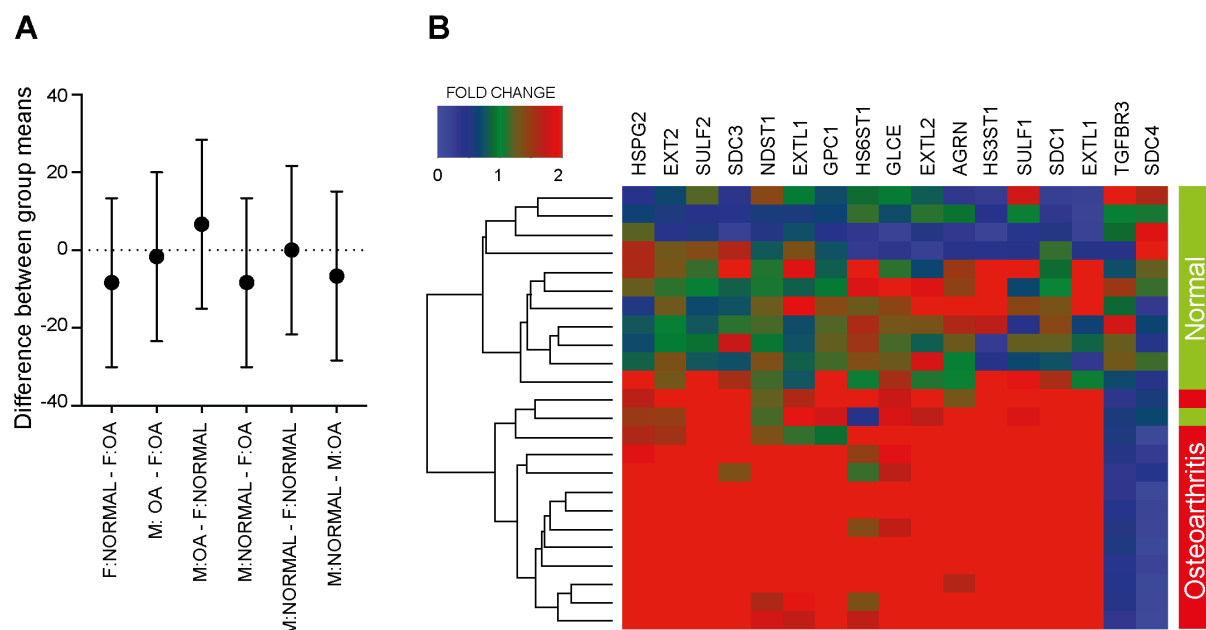 A
B
Difference between group means
40
20
0
-20
-40
F:NORMAL - F:OA
M: OA - F:OA
M:OA - F:NORMAL
M:NORMAL - F:OA
M:NORMAL - F:NORMAL
M:NORMAL - M:OA
FOLD CHANGE
0 1 2
HSPG2
EXT2
SULF2
SDC3
NDST1
EXTL1
GPC1
HS6ST1
GLCE
EXTL2
AGRN
HS3ST1
SULF1
SDC1
EXTL1
TGFBR3
SDC4
Normal
Osteoarthritis